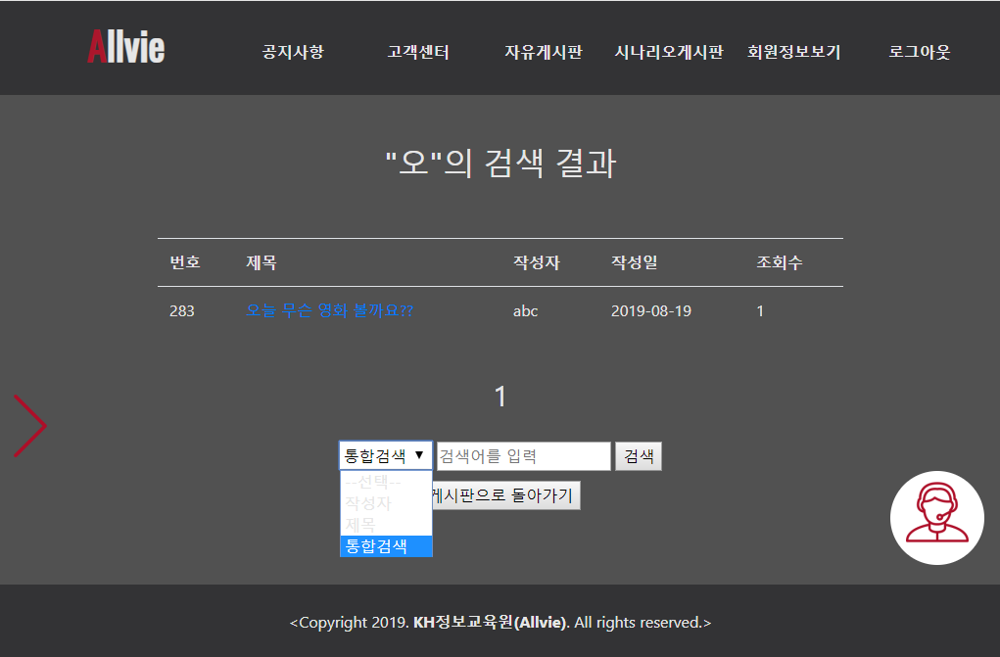 Allvie 공지사항 고객센터 자유게시판 시나리오게시판 회원정보보기 로그아웃
"오"의 검색 결과
번호 제목 작성자 작성일 조회수
283 오늘 무슨 영화 볼까요?? abc 2019-08-19 1
1
통합검색 ▼ 검색어를 입력 검색
--선택--
게시판으로 돌아가기
작성자
제목
통합검색
<Copyright 2019. KH정보교육원(Allvie). All rights reserved.>